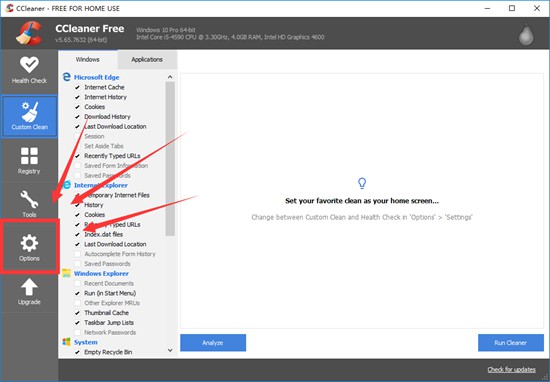 CCleaner - FREE FOR HOME USE
CCleaner Free
v5.65.7632 (64-bit)
Windows 10 Pro 64-bit
Intel Core i5-4590 CPU @ 3.30GHz, 4.0GB RAM, Intel HD Graphics 4600
Health Check
Custom Clean
Registry
Tools
Options
Upgrade
Windows
Applications
Microsoft Edge
Internet Cache
Internet History
Cookies
Download History
Last Download Location
Session
Set Aside Tabs
Recently Typed URLs
Saved Form Information
Saved Passwords
Internet Explorer
Temporary Internet Files
History
Cookies
Recently Typed URLs
Index.dat files
Last Download Location
Autocomplete Form History
Saved Passwords
Windows Explorer
Recent Documents
Run (in Start Menu)
Other Explorer MRUs
Thumbnail Cache
Taskbar Jump Lists
Network Passwords
System
Empty Recycle Bin
Set your favorite clean as your home screen...
Change between Custom Clean and Health Check in 'Options' > 'Settings'
Analyze
Run Cleaner
Check for updates